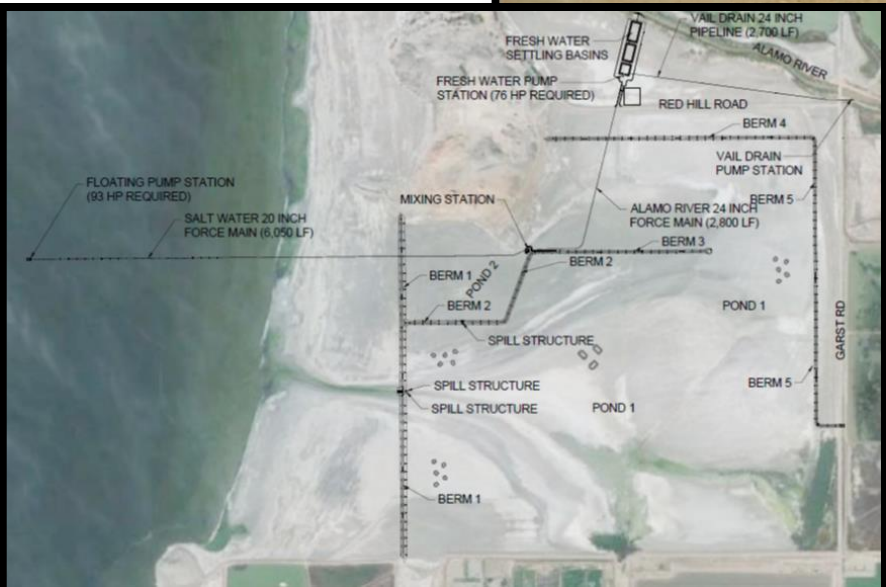 VAIL DRAIN 24 INCH
PIPELINE (2,700 LF)
FRESH WATER
SETTLING BASINS
ALAMO RIVER
FRESH WATER PUMP
STATION (76 HP REQUIRED)
RED HILL ROAD
BERM 4
VAIL DRAIN
PUMP STATION
FLOATING PUMP STATION
(93 HP REQUIRED)
MIXING STATION
BERM 5
SALT WATER 20 INCH
FORCE MAIN (6,050 LF)
ALAMO RIVER 24 INCH
FORCE MAIN (2,800 LF)
BERM 3
BERM 1
POND 2
BERM 2
BERM 2
POND 1
GARST RD
SPILL STRUCTURE
SPILL STRUCTURE
BERM 5
SPILL STRUCTURE
POND 1
BERM 1